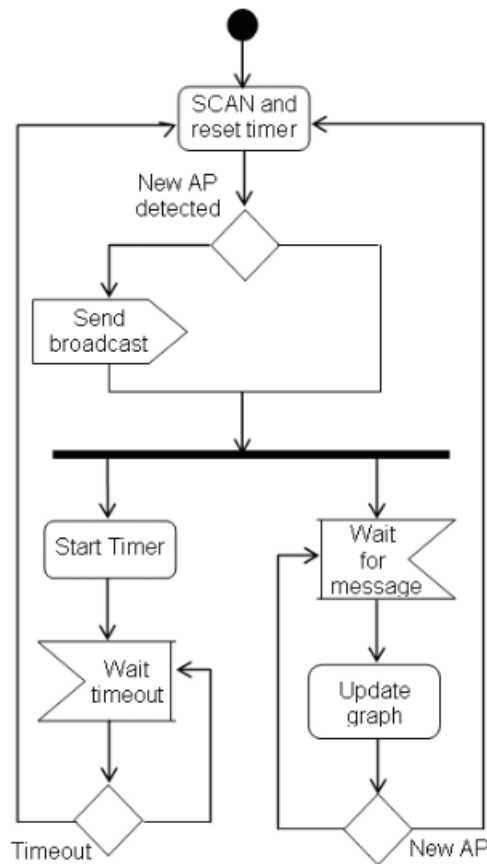 SCAN and
reset timer
New AP
detected
Send
broadcast
Start Timer
Wait
for
message
Wait
timeout
Update
graph
Timeout
New AP